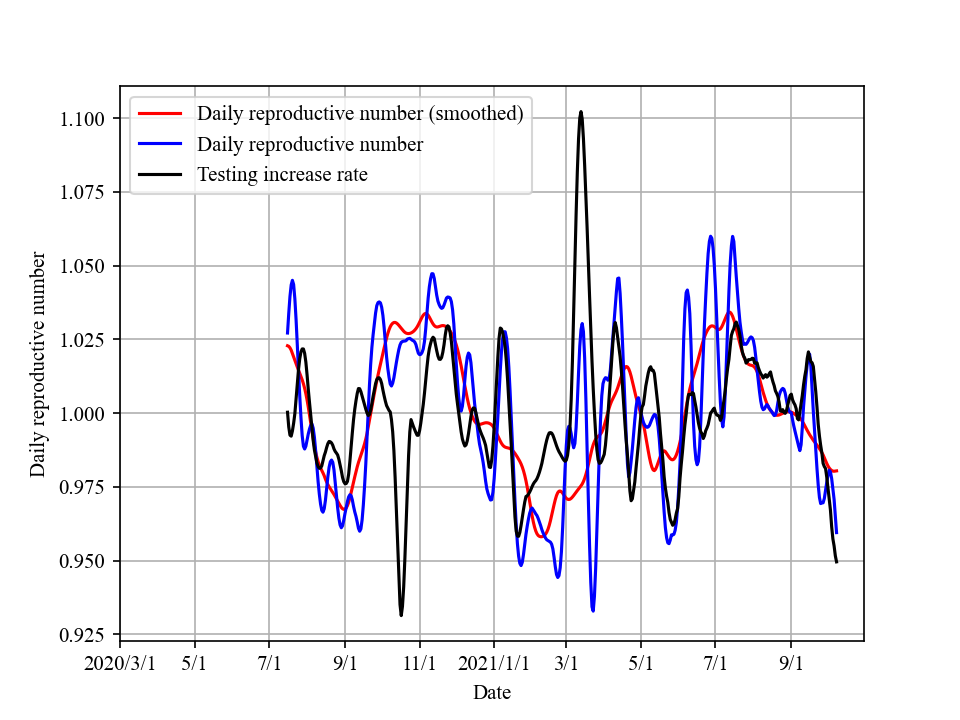 Daily reproductive number (smoothed)
Daily reproductive number
Testing increase rate
1.100
1.075
1.050
1.025
1.000
0.975
0.950
0.925
Daily reproductive number
2020/3/1 5/1 7/1 9/1 11/1 2021/1/1 3/1 5/1 7/1 9/1
Date